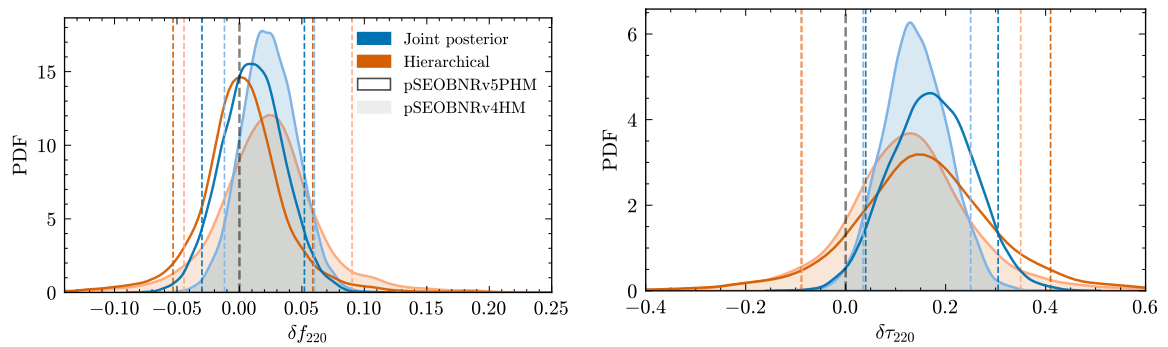 PDF
15
10
5
0
−0.10 −0.05 0.00 0.05 0.10 0.15 0.20 0.25
δf220
Joint posterior
Hierarchical
pSEOBNRv5PHM
pSEOBNRv4HM
PDF
6
4
2
0
−0.4 −0.2 0.0 0.2 0.4 0.6
δτ220